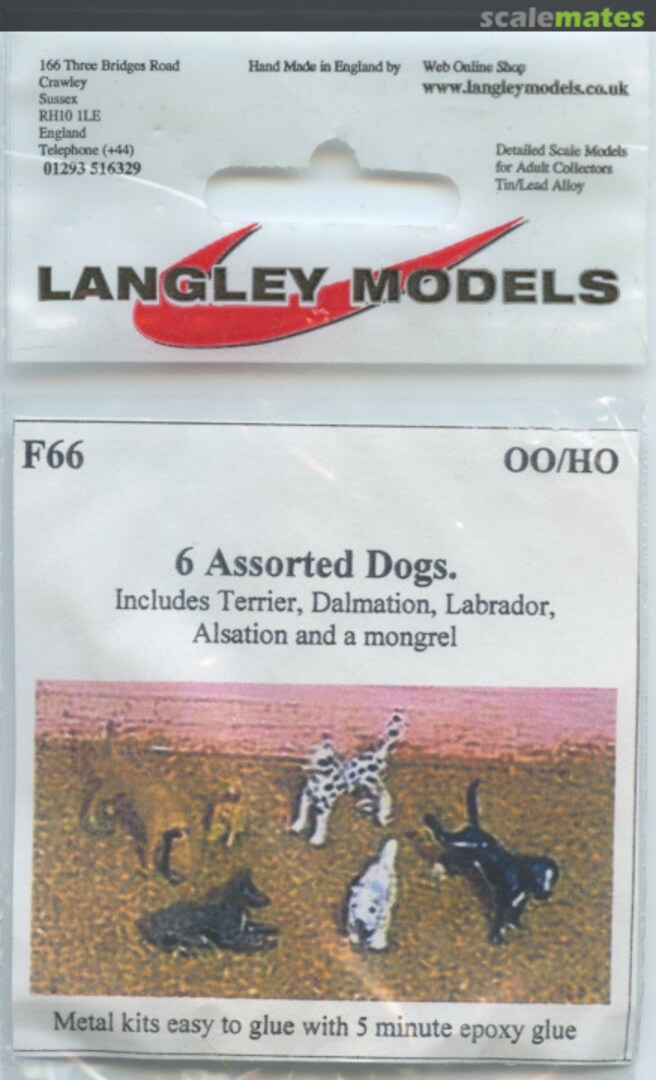 scalemates
166 Three Bridges Road
Crawley
Sussex
RH10 1LE
England
Telephone (+44)
01293 516329
Hand Made in England by
Web Online Shop
www.langleymodels.co.uk
Detailed Scale Models
for Adult Collectors
Tin/Lead Alloy
LANGLEY MODELS
F66
OO/HO
6 Assorted Dogs.
Includes Terrier, Dalmation, Labrador,
Alsation and a mongrel
Metal kits easy to glue with 5 minute epoxy glue